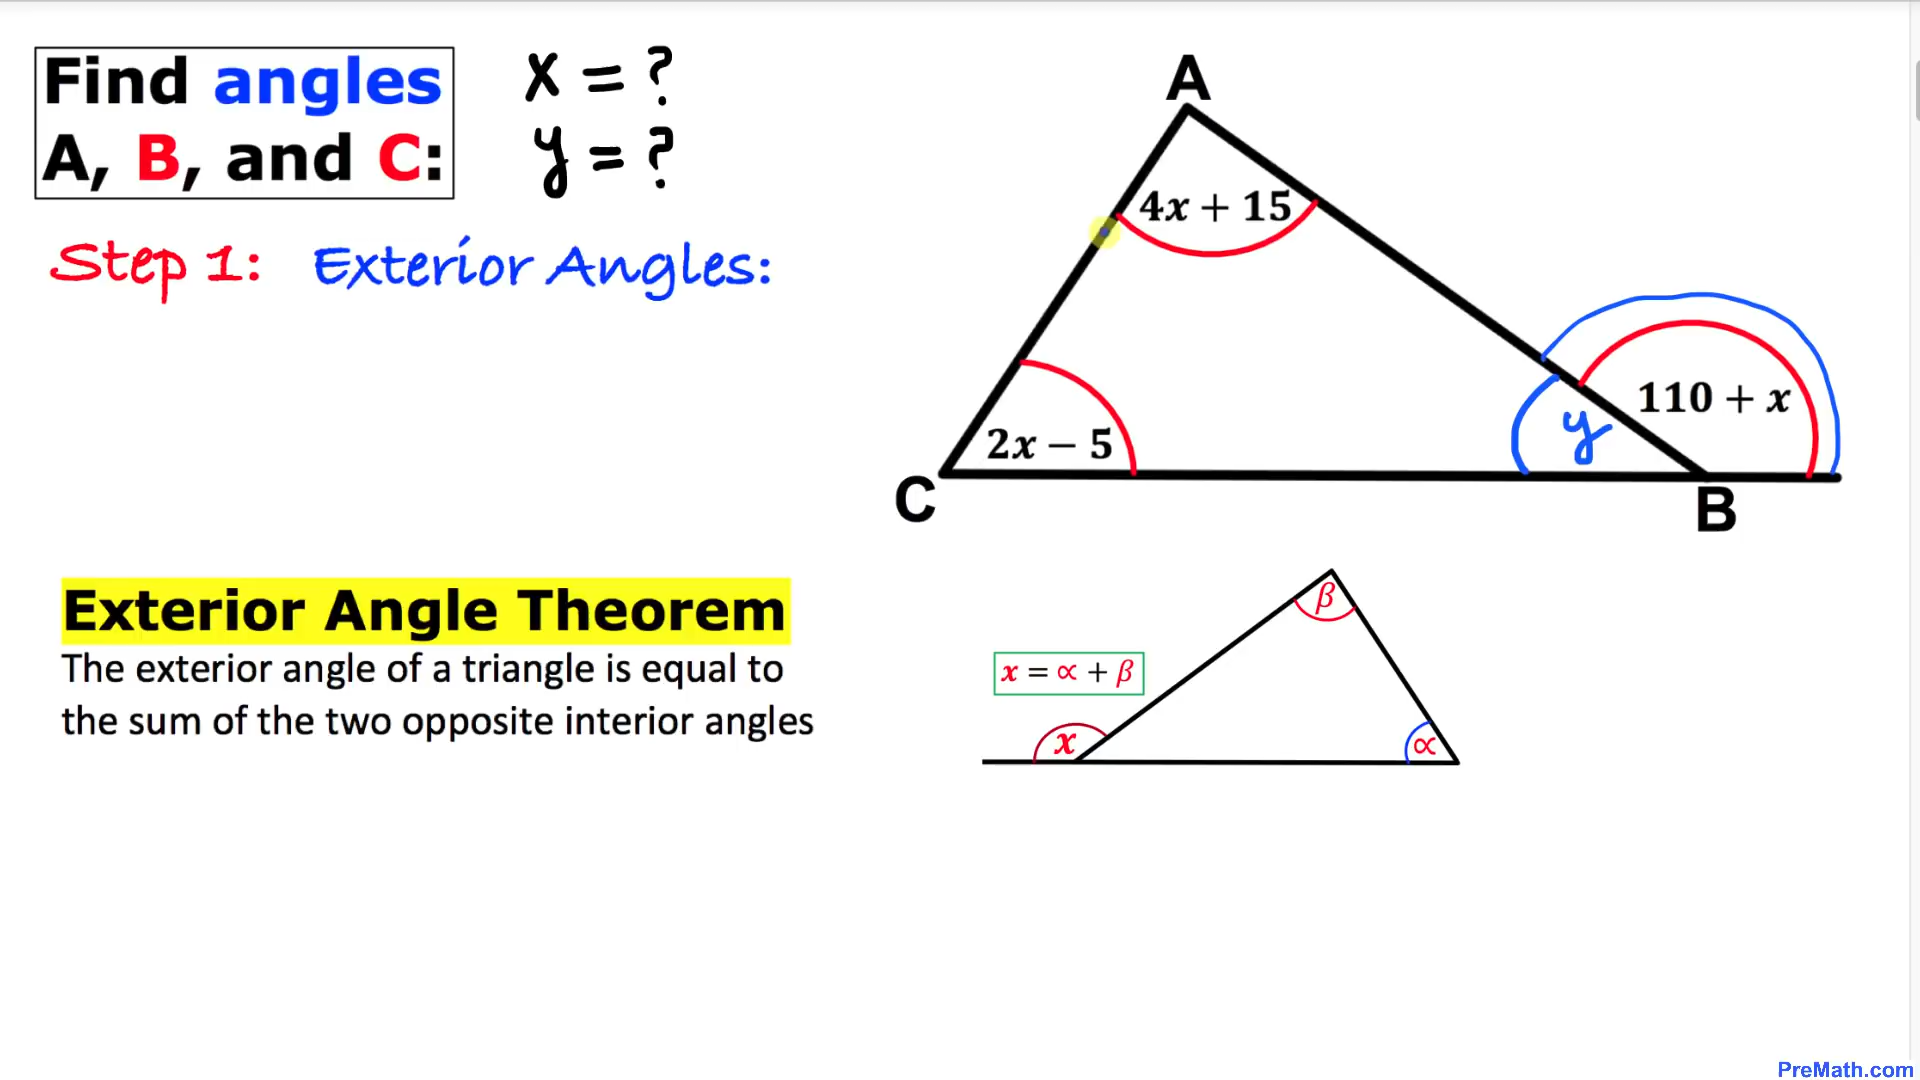 Find angles
A, B, and C:
x = ?
y = ?
Step 1: Exterior Angles:
A
4x + 15
110 + x
y
2x − 5
C
B
Exterior Angle Theorem
The exterior angle of a triangle is equal to
the sum of the two opposite interior angles
β
x = ∝ + β
x
∝
PreMath.com